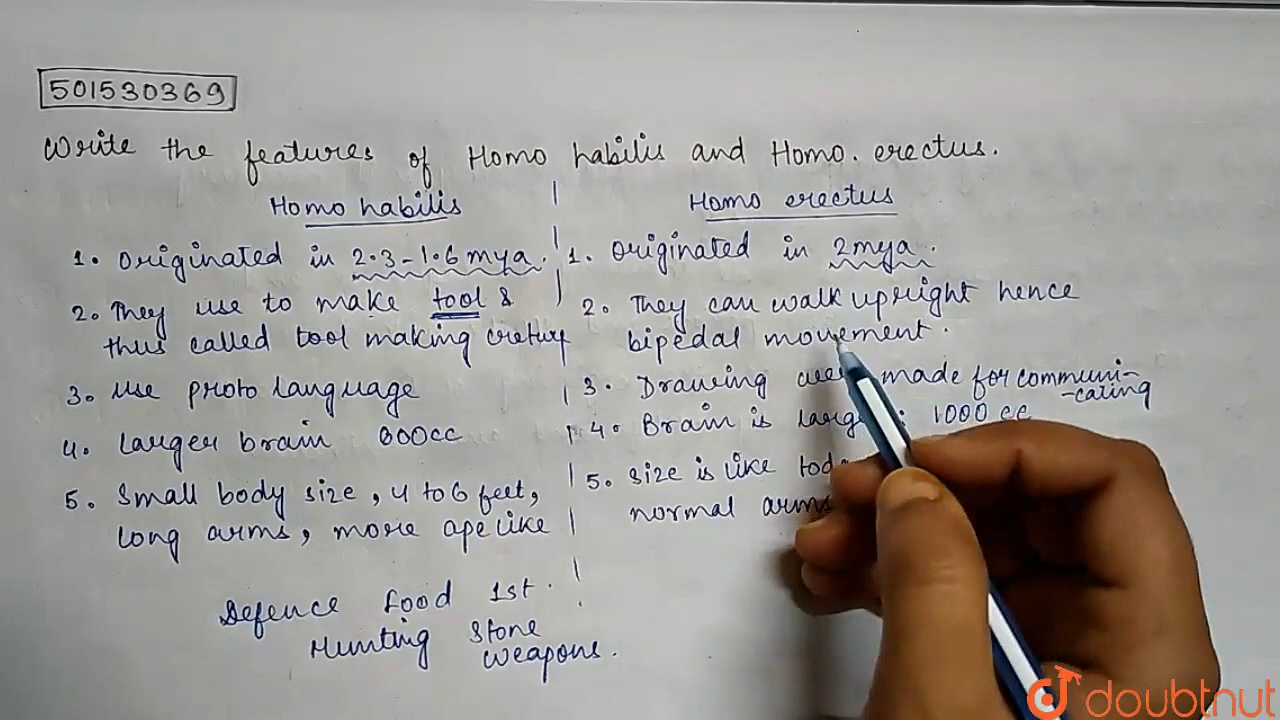 501530369
Write the features of Homo habilis and Homo. erectus.
Homo habilis
1. Originated in 2.3-1.6 mya.
2. They use to make tool &
thus called tool making creture
3. Use proto language
4. Larger brain 800cc
5. Small body size, 4 to 6 feet,
long arms, more apelike
Homo erectus
1. Originated in 2mya.
2. They can walk upright hence
bipedal movement.
3. Drawing made for communi-
-cating
4. Brain is large : 1000 cc
5. Size is like
normal arms
Defence food 1st.
Hunting stone
weapons.
doubtnut